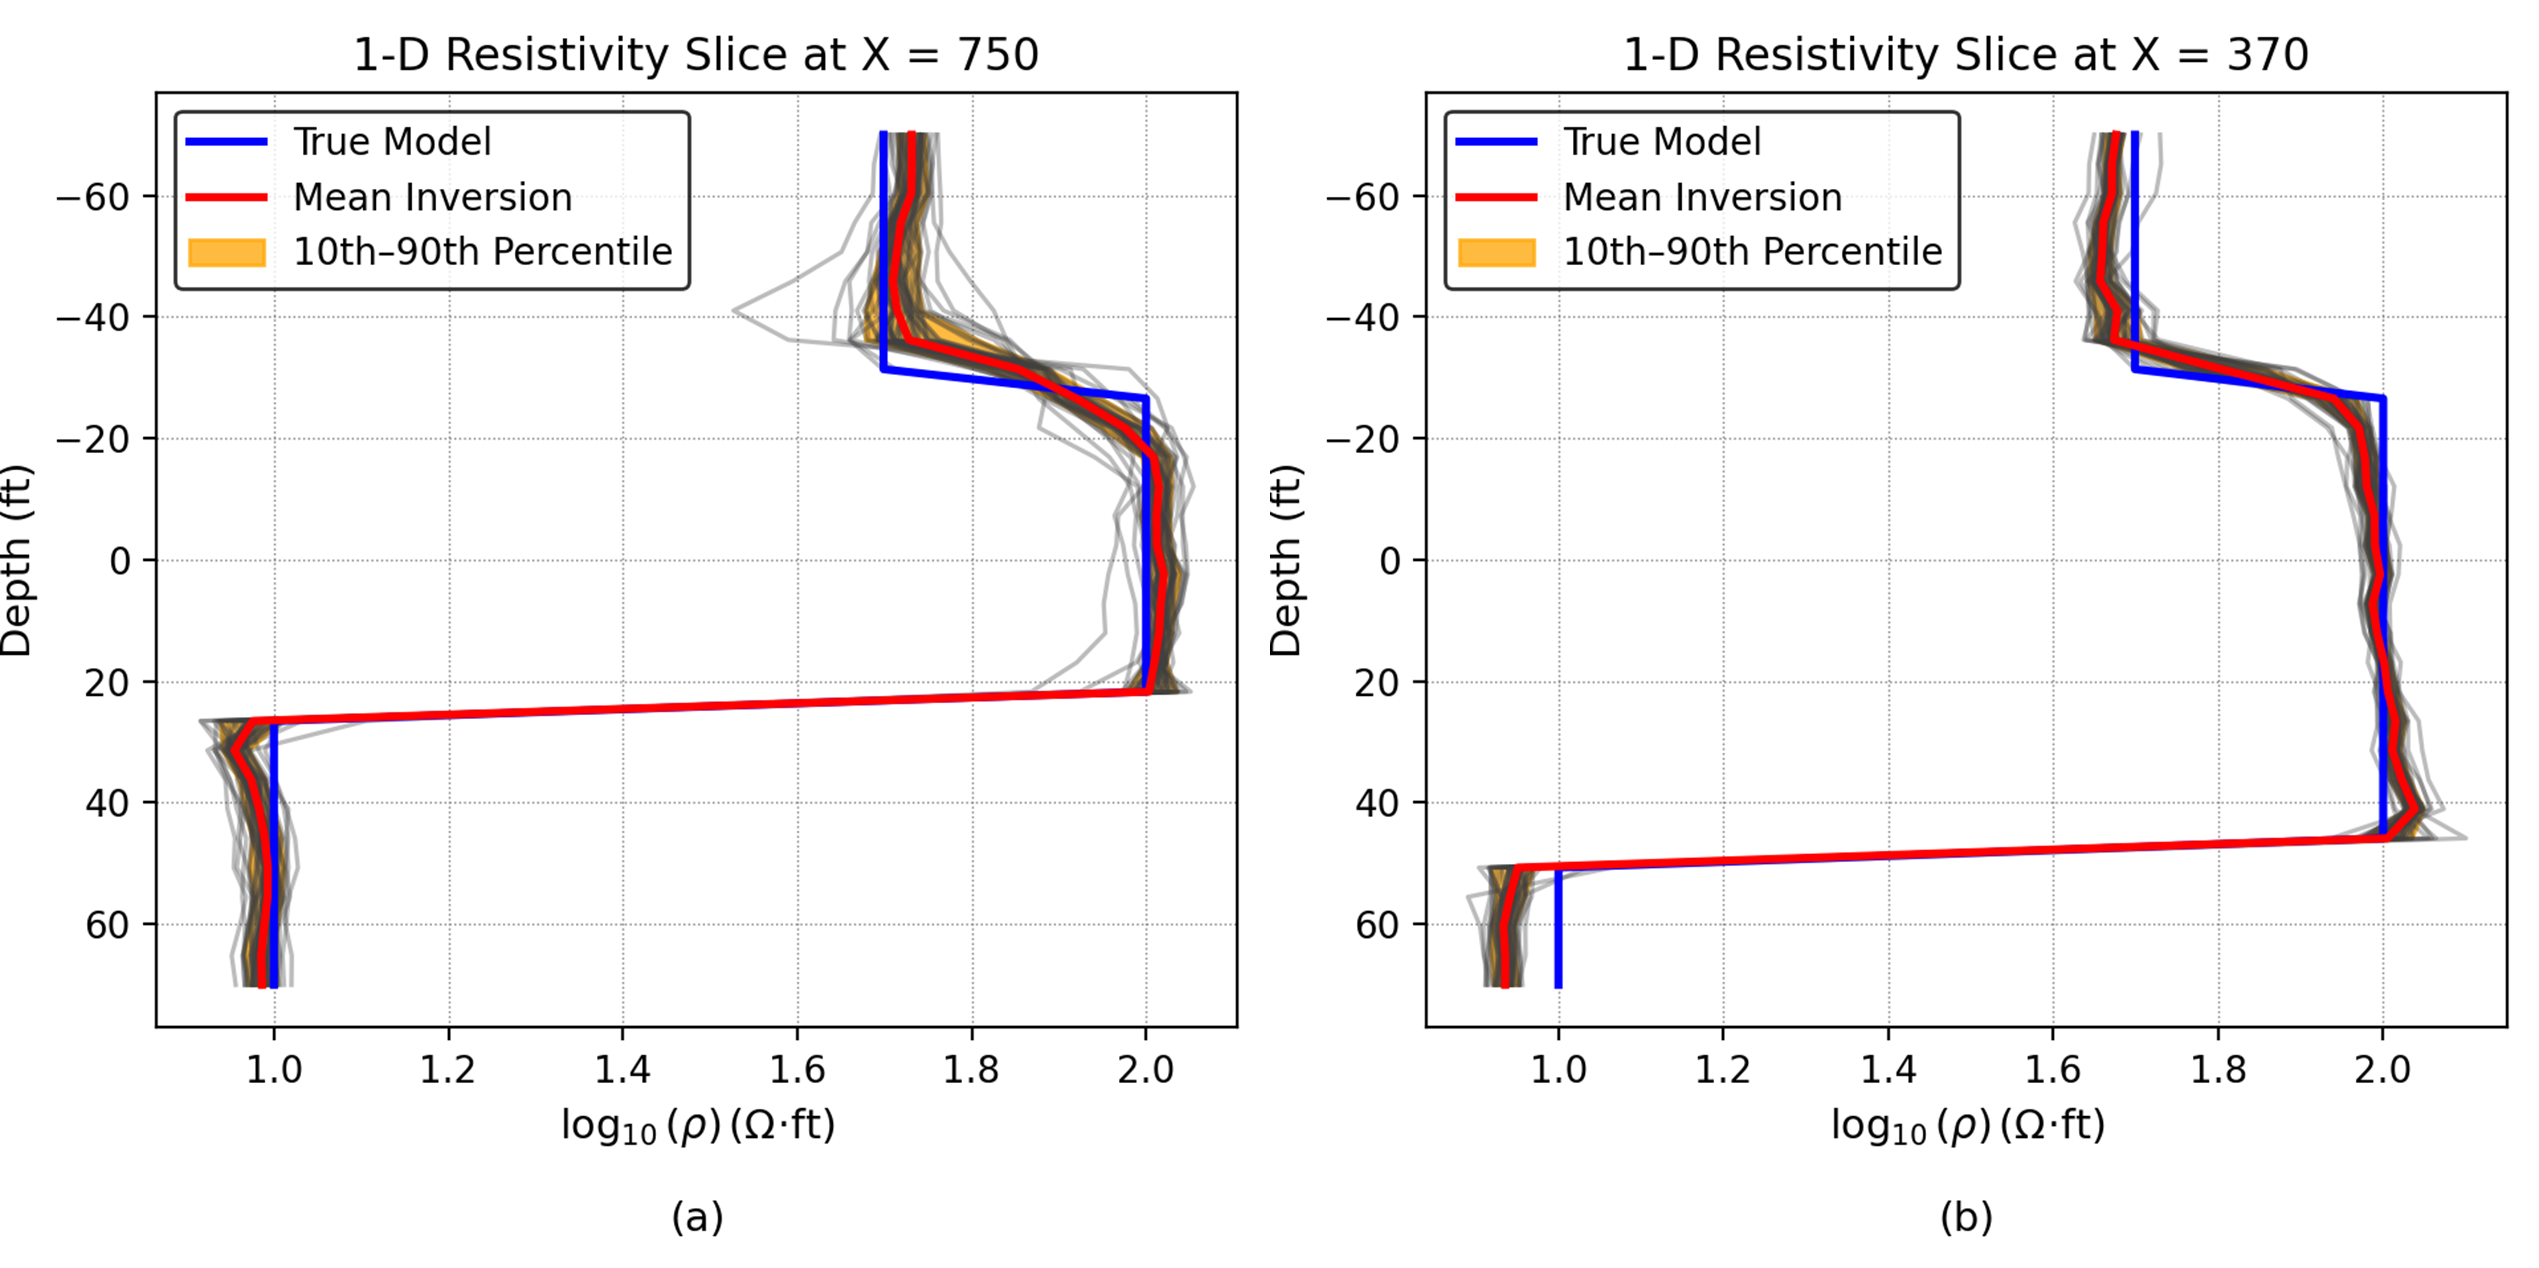 1-D Resistivity Slice at X = 750
True Model
Mean Inversion
10th–90th Percentile
Depth (ft)
−60
−40
−20
0
20
40
60
1.0 1.2 1.4 1.6 1.8 2.0
log₁₀ (ρ) (Ω·ft)
(a)
1-D Resistivity Slice at X = 370
True Model
Mean Inversion
10th–90th Percentile
Depth (ft)
−60
−40
−20
0
20
40
60
1.0 1.2 1.4 1.6 1.8 2.0
log₁₀ (ρ) (Ω·ft)
(b)